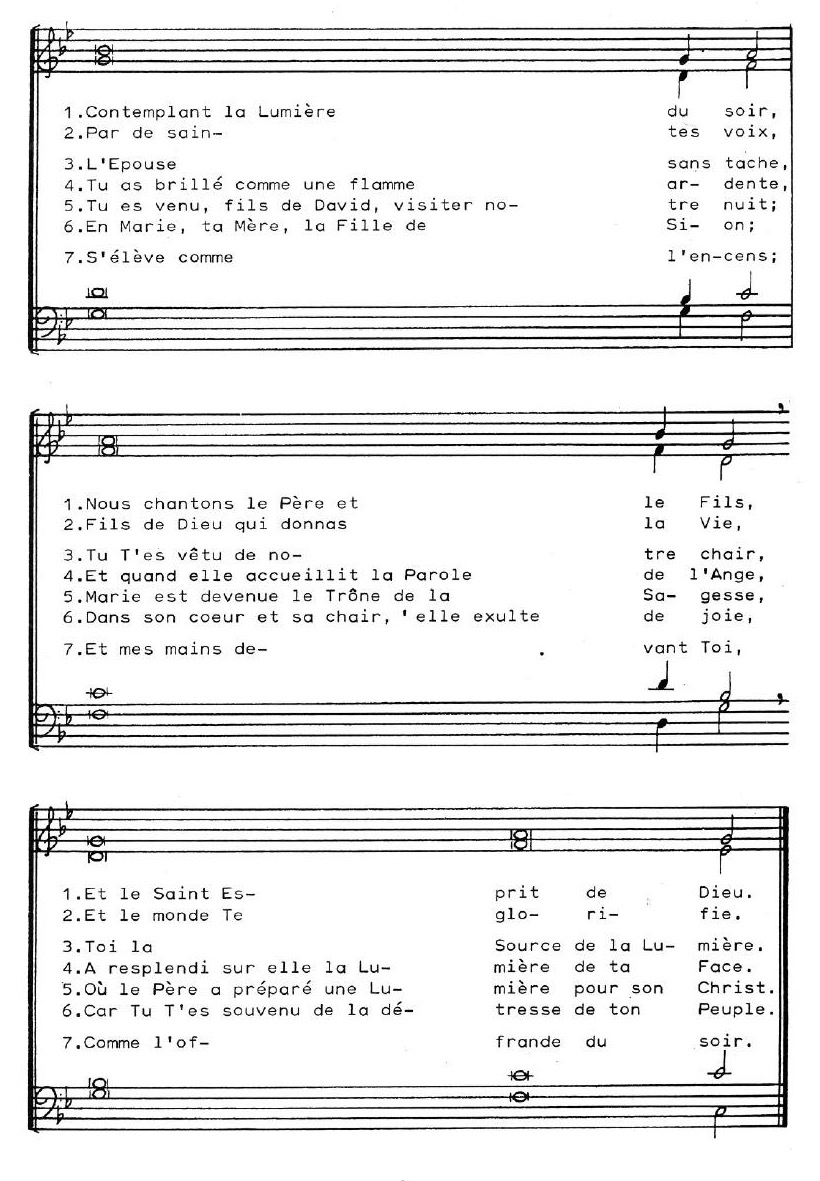 1.Contemplant la Lumière du soir,
2.Par de sain- tes voix,
3.L'Epouse sans tache,
4.Tu as brillé comme une flamme ar- dente,
5.Tu es venu, fils de David, visiter no- tre nuit;
6.En Marie, ta Mère, la Fille de Si- on;
7.S'élève comme l'en-cens;
1.Nous chantons le Père et le Fils,
2.Fils de Dieu qui donnas la Vie,
3.Tu T'es vêtu de no- tre chair,
4.Et quand elle accueillit la Parole de l'Ange,
5.Marie est devenue le Trône de la Sa- gesse,
6.Dans son coeur et sa chair, 'elle exulte de joie,
7.Et mes mains de- vant Toi,
1.Et le Saint Es- prit de Dieu.
2.Et le monde Te glo- ri- fie.
3.Toi la Source de la Lu- mière.
4.A resplendi sur elle la Lu- mière de ta Face.
5.Où le Père a préparé une Lu- mière pour son Christ.
6.Car Tu T'es souvenu de la dé- tresse de ton Peuple.
7.Comme l'of- frande du soir.